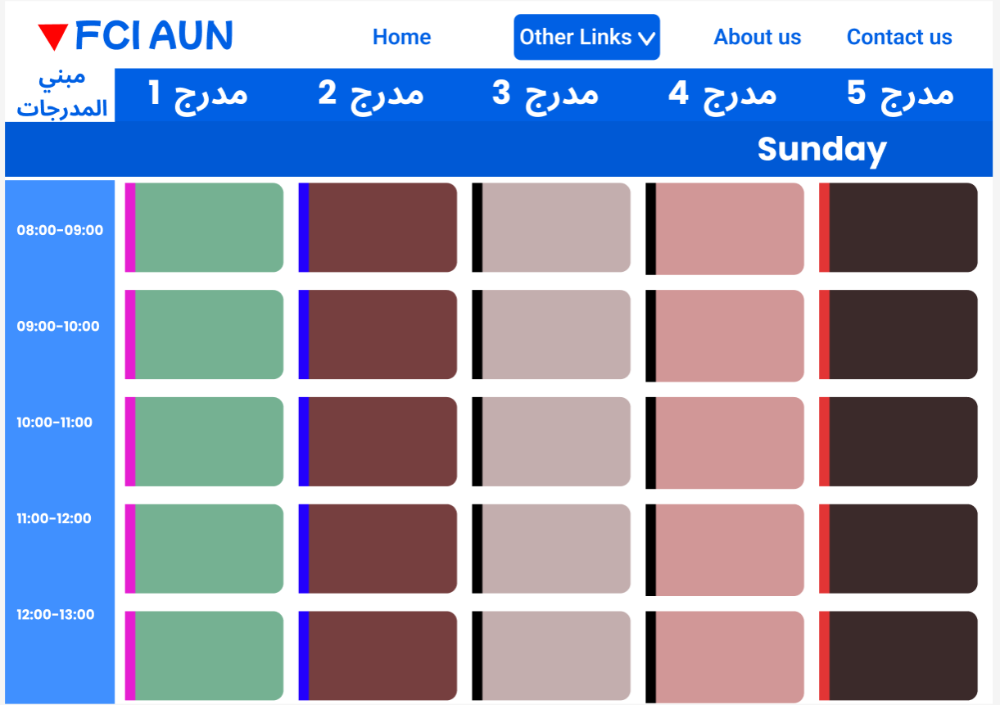 FCI AUN
Home
Other Links
About us
Contact us
مبني
المدرجات
مدرج 1
مدرج 2
مدرج 3
مدرج 4
مدرج 5
Sunday
08:00-09:00
09:00-10:00
10:00-11:00
11:00-12:00
12:00-13:00